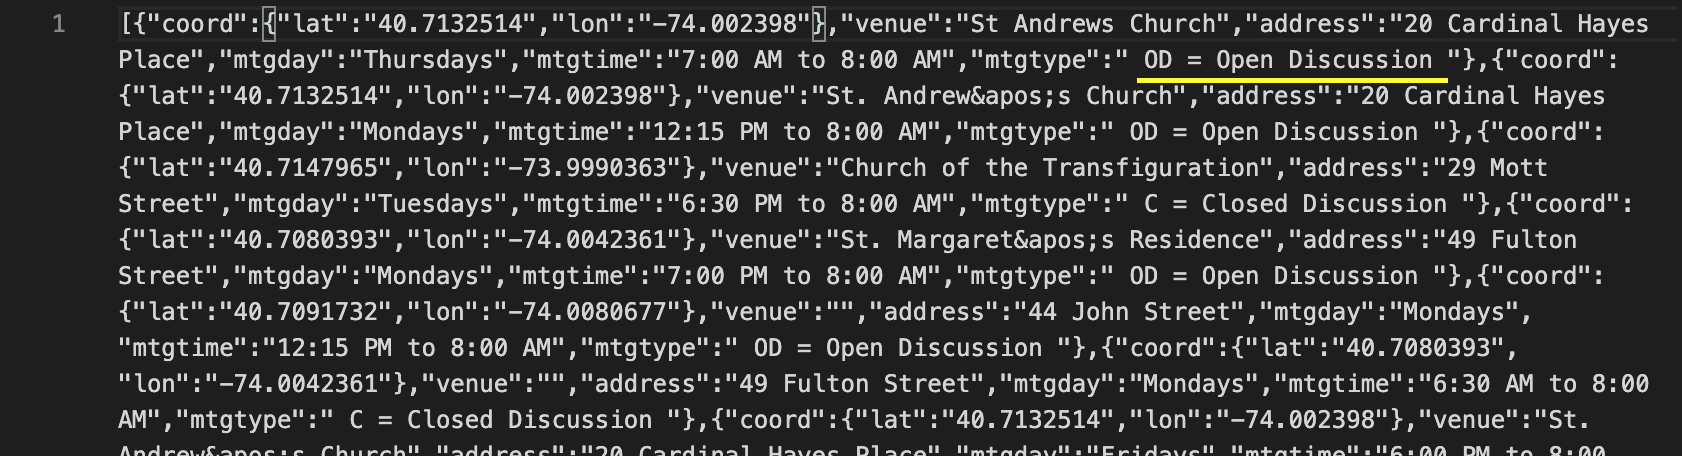 1 [{"coord":{"lat":"40.7132514","lon":"-74.002398"},"venue":"St Andrews Church","address":"20 Cardinal Hayes
Place","mtgday":"Thursdays","mtgtime":"7:00 AM to 8:00 AM","mtgtype":" OD = Open Discussion "},{"coord":
{"lat":"40.7132514","lon":"-74.002398"},"venue":"St. Andrew&apos;s Church","address":"20 Cardinal Hayes
Place","mtgday":"Mondays","mtgtime":"12:15 PM to 8:00 AM","mtgtype":" OD = Open Discussion "},{"coord":
{"lat":"40.7147965","lon":"-73.9990363"},"venue":"Church of the Transfiguration","address":"29 Mott
Street","mtgday":"Tuesdays","mtgtime":"6:30 PM to 8:00 AM","mtgtype":" C = Closed Discussion "},{"coord":
{"lat":"40.7080393","lon":"-74.0042361"},"venue":"St. Margaret&apos;s Residence","address":"49 Fulton
Street","mtgday":"Mondays","mtgtime":"7:00 PM to 8:00 AM","mtgtype":" OD = Open Discussion "},{"coord":
{"lat":"40.7091732","lon":"-74.0080677"},"venue":"","address":"44 John Street","mtgday":"Mondays",
"mtgtime":"12:15 PM to 8:00 AM","mtgtype":" OD = Open Discussion "},{"coord":{"lat":"40.7080393",
"lon":"-74.0042361"},"venue":"","address":"49 Fulton Street","mtgday":"Mondays","mtgtime":"6:30 AM to 8:00
AM","mtgtype":" C = Closed Discussion "},{"coord":{"lat":"40.7132514","lon":"-74.002398"},"venue":"St.
Andrew&apos;s Church","address":"20 Cardinal Hayes Place","mtgday":"Fridays","mtgtime":"6:00 PM to 8:00